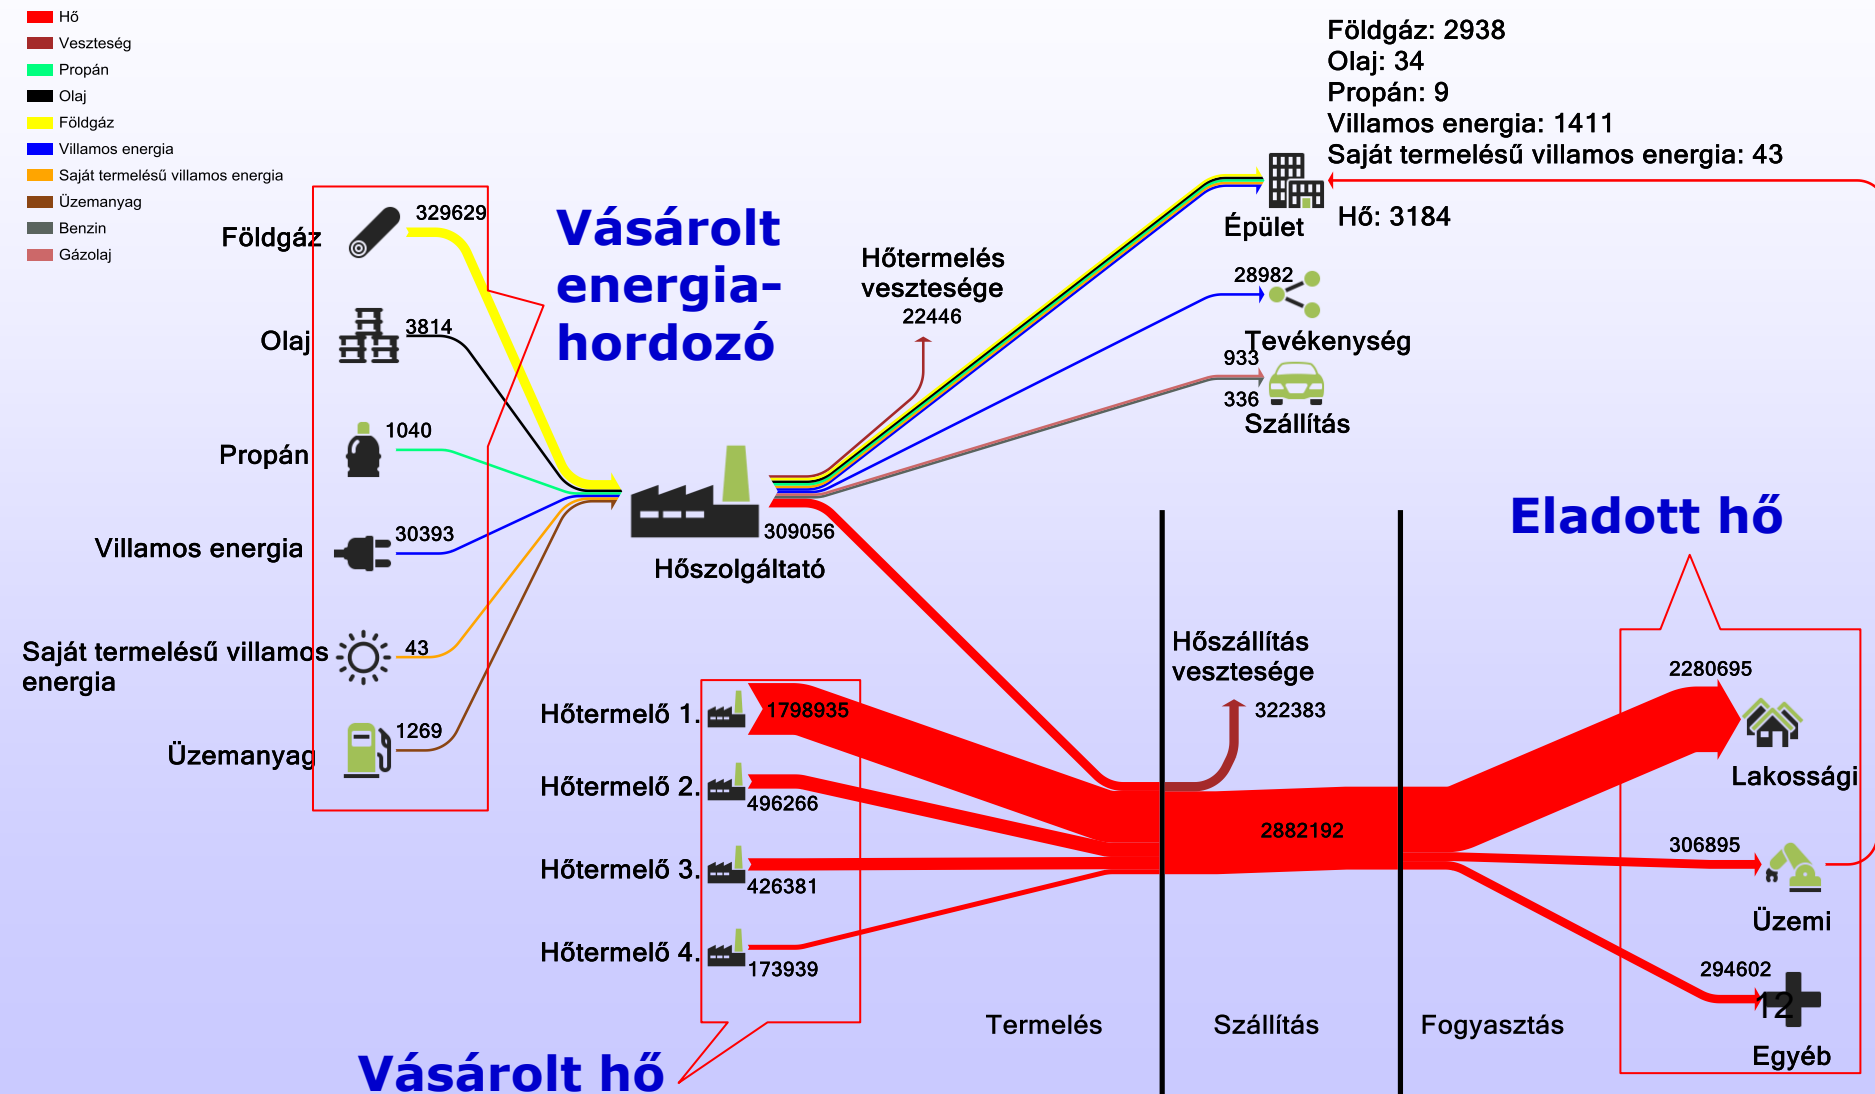 Hő
Veszteség
Propán
Olaj
Földgáz
Villamos energia
Saját termelésű villamos energia
Üzemanyag
Benzin
Gázolaj
Földgáz: 2938
Olaj: 34
Propán: 9
Villamos energia: 1411
Saját termelésű villamos energia: 43
Hő: 3184
Épület
Földgáz
329629
Vásárolt
energia-
hordozó
Hőtermelés
vesztesége
22446
28982
Tevékenység
933
336
Szállítás
Olaj
3814
Propán
1040
Villamos energia
30393
309056
Hőszolgáltató
Eladott hő
Saját termelésű villamos
energia
43
Üzemanyag
1269
Hőszállítás
vesztesége
322383
Hőtermelő 1.
1798935
Hőtermelő 2.
496266
Hőtermelő 3.
426381
Hőtermelő 4.
173939
2882192
2280695
Lakossági
306895
Üzemi
294602
12
Egyéb
Termelés
Szállítás
Fogyasztás
Vásárolt hő